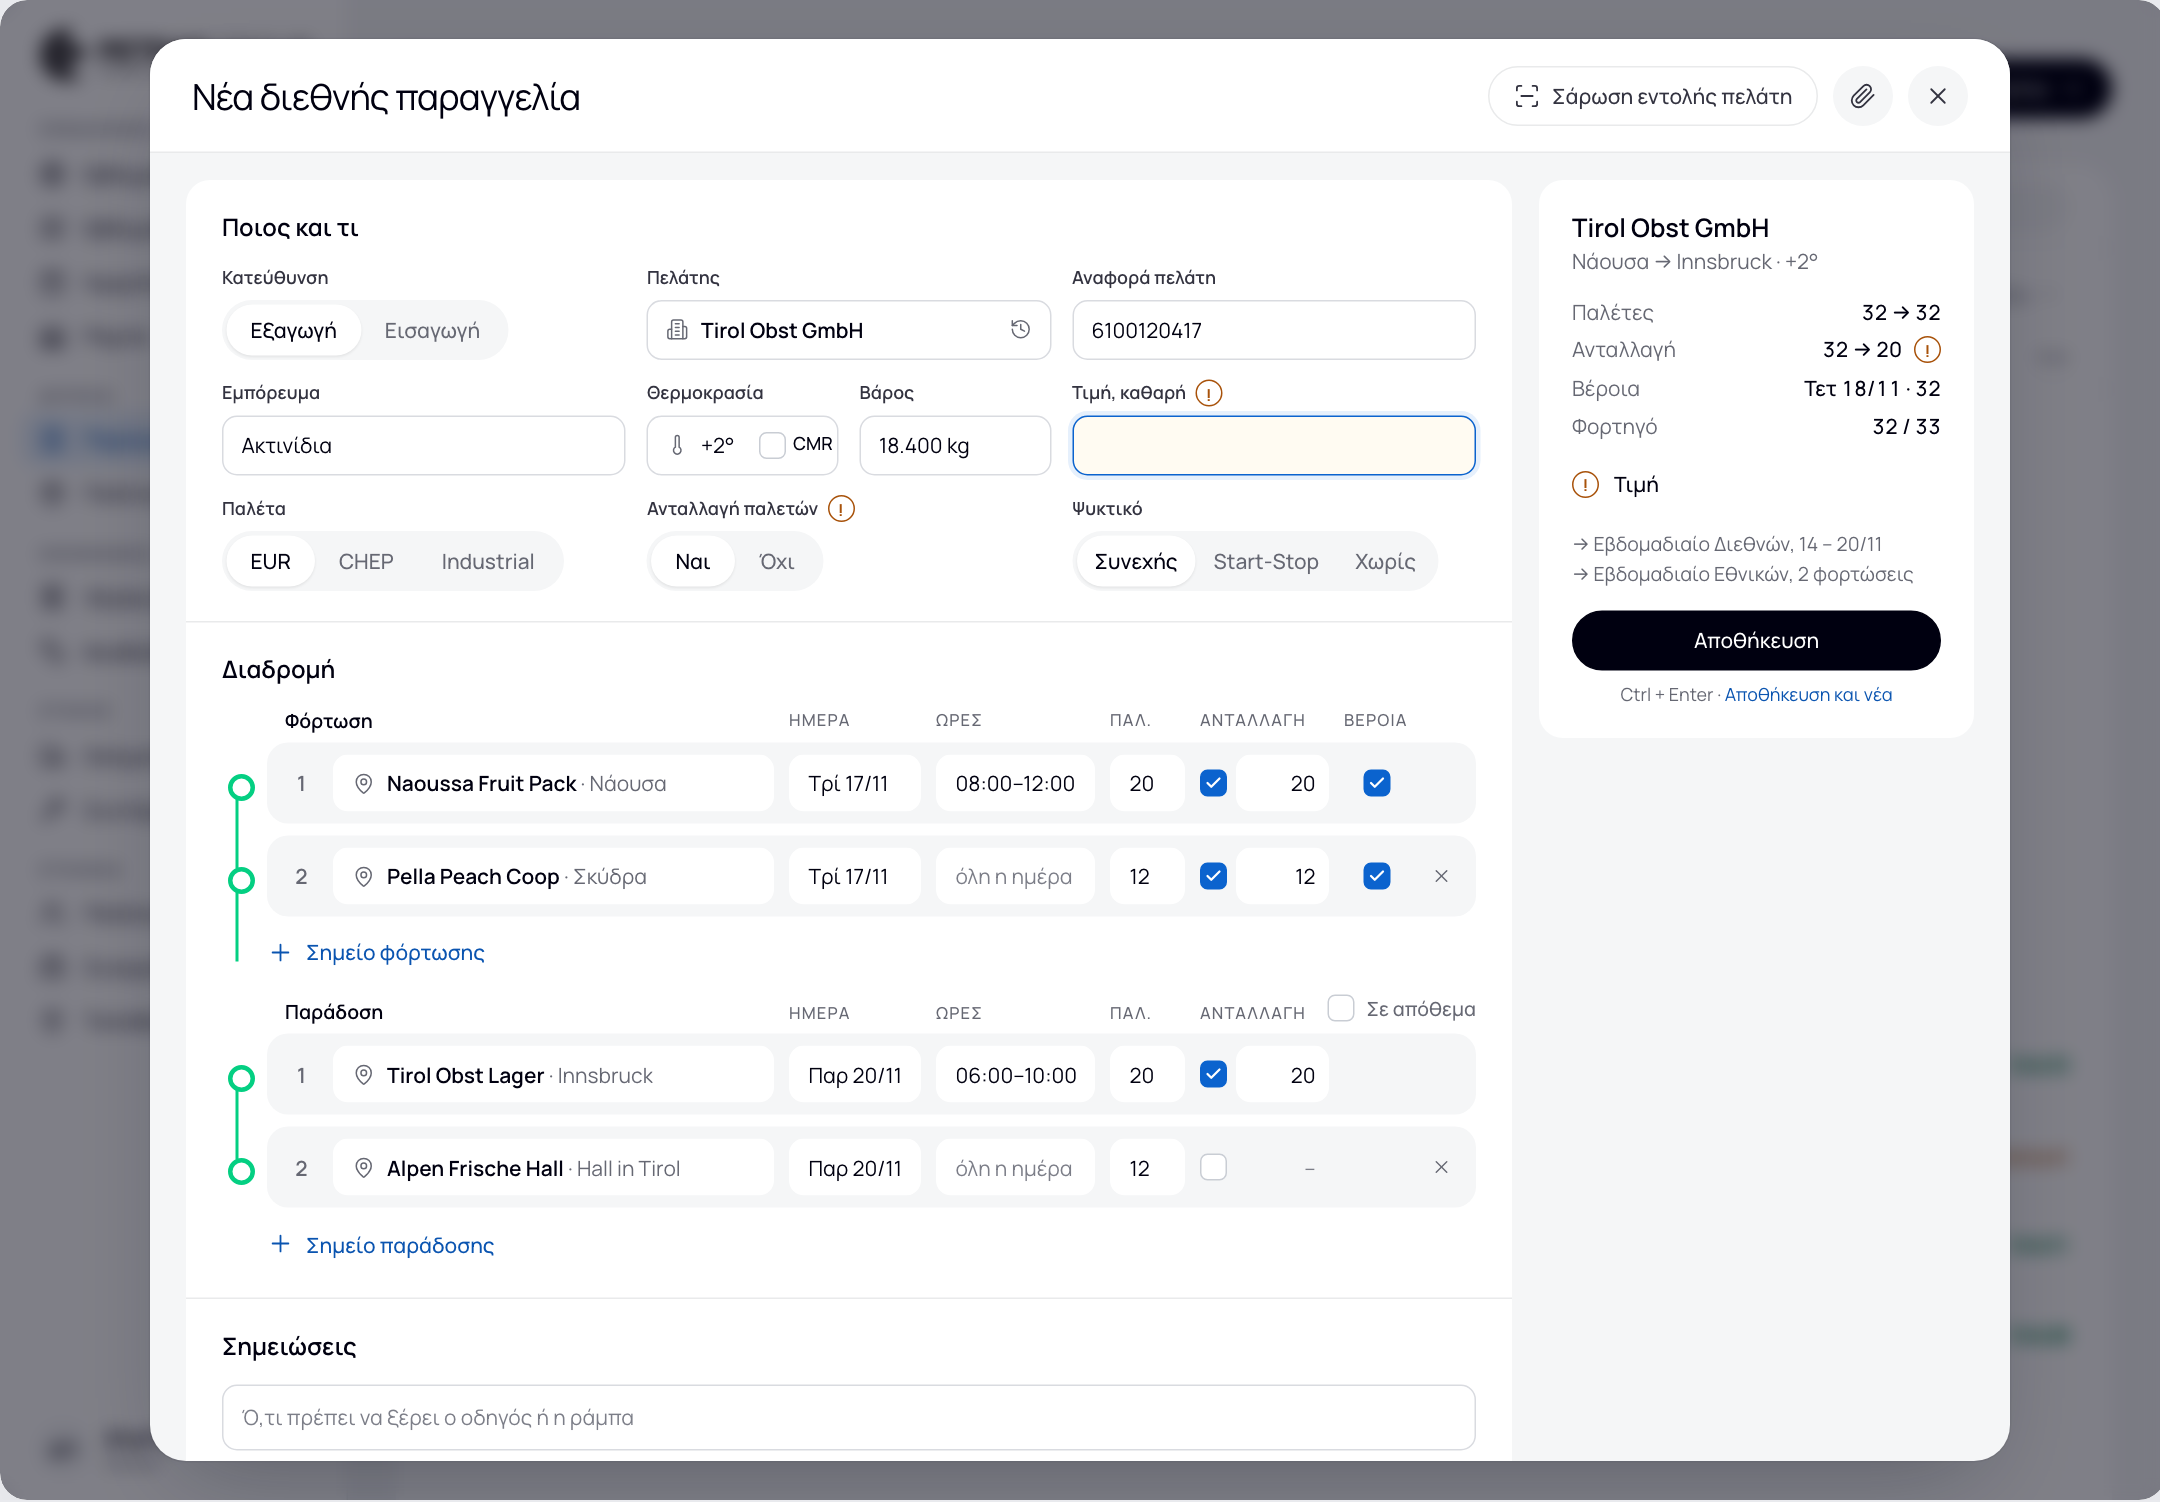 Νέα διεθνής παραγγελία
Σάρωση εντολής πελάτη
Ποιος και τι
Κατεύθυνση
Πελάτης
Αναφορά πελάτη
Εξαγωγή Εισαγωγή
Tirol Obst GmbH
6100120417
Εμπόρευμα
Θερμοκρασία
Βάρος
Τιμή, καθαρή
Ακτινίδια
+2° CMR
18.400 kg
Παλέτα
Ανταλλαγή παλετών
Ψυκτικό
EUR CHEP Industrial
Ναι Όχι
Συνεχής Start-Stop Χωρίς
Διαδρομή
Φόρτωση ΗΜΕΡΑ ΩΡΕΣ ΠΑΛ. ΑΝΤΑΛΛΑΓΗ ΒΕΡΟΙΑ
1 Naoussa Fruit Pack · Νάουσα Τρί 17/11 08:00–12:00 20 20
2 Pella Peach Coop · Σκύδρα Τρί 17/11 όλη η ημέρα 12 12
+ Σημείο φόρτωσης
Παράδοση ΗΜΕΡΑ ΩΡΕΣ ΠΑΛ. ΑΝΤΑΛΛΑΓΗ Σε απόθεμα
1 Tirol Obst Lager · Innsbruck Παρ 20/11 06:00–10:00 20 20
2 Alpen Frische Hall · Hall in Tirol Παρ 20/11 όλη η ημέρα 12 –
+ Σημείο παράδοσης
Σημειώσεις
Ό,τι πρέπει να ξέρει ο οδηγός ή η ράμπα
Tirol Obst GmbH
Νάουσα → Innsbruck · +2°
Παλέτες 32 → 32
Ανταλλαγή 32 → 20
Βέροια Τετ 18/11 · 32
Φορτηγό 32 / 33
Τιμή
→ Εβδομαδιαίο Διεθνών, 14 – 20/11
→ Εβδομαδιαίο Εθνικών, 2 φορτώσεις
Αποθήκευση
Ctrl + Enter · Αποθήκευση και νέα